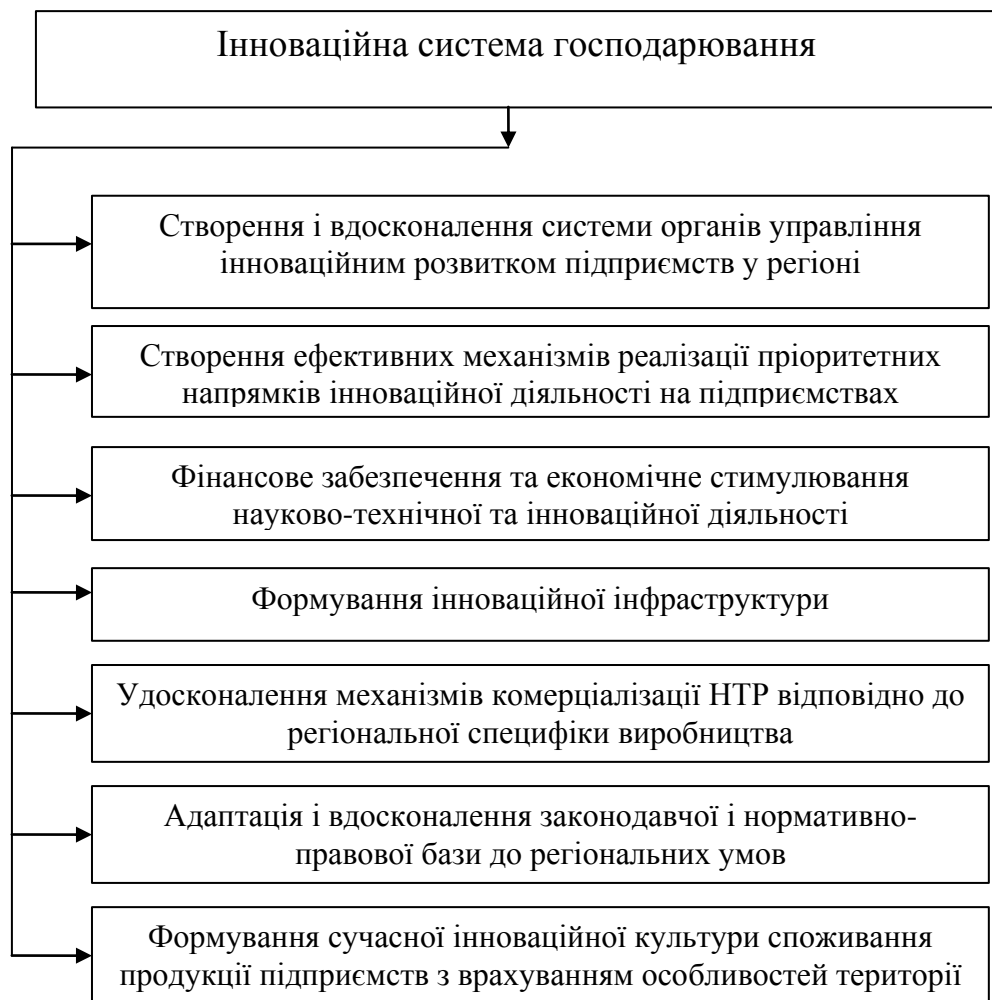 Інноваційна система господарювання
Створення і вдосконалення системи органів управління
інноваційним розвитком підприємств у регіоні
Створення ефективних механізмів реалізації пріоритетних
напрямків інноваційної діяльності на підприємствах
Фінансове забезпечення та економічне стимулювання
науково-технічної та інноваційної діяльності
Формування інноваційної інфраструктури
Удосконалення механізмів комерціалізації НТР відповідно до
регіональної специфіки виробництва
Адаптація і вдосконалення законодавчої і нормативно-
правової бази до регіональних умов
Формування сучасної інноваційної культури споживання
продукції підприємств з врахуванням особливостей території